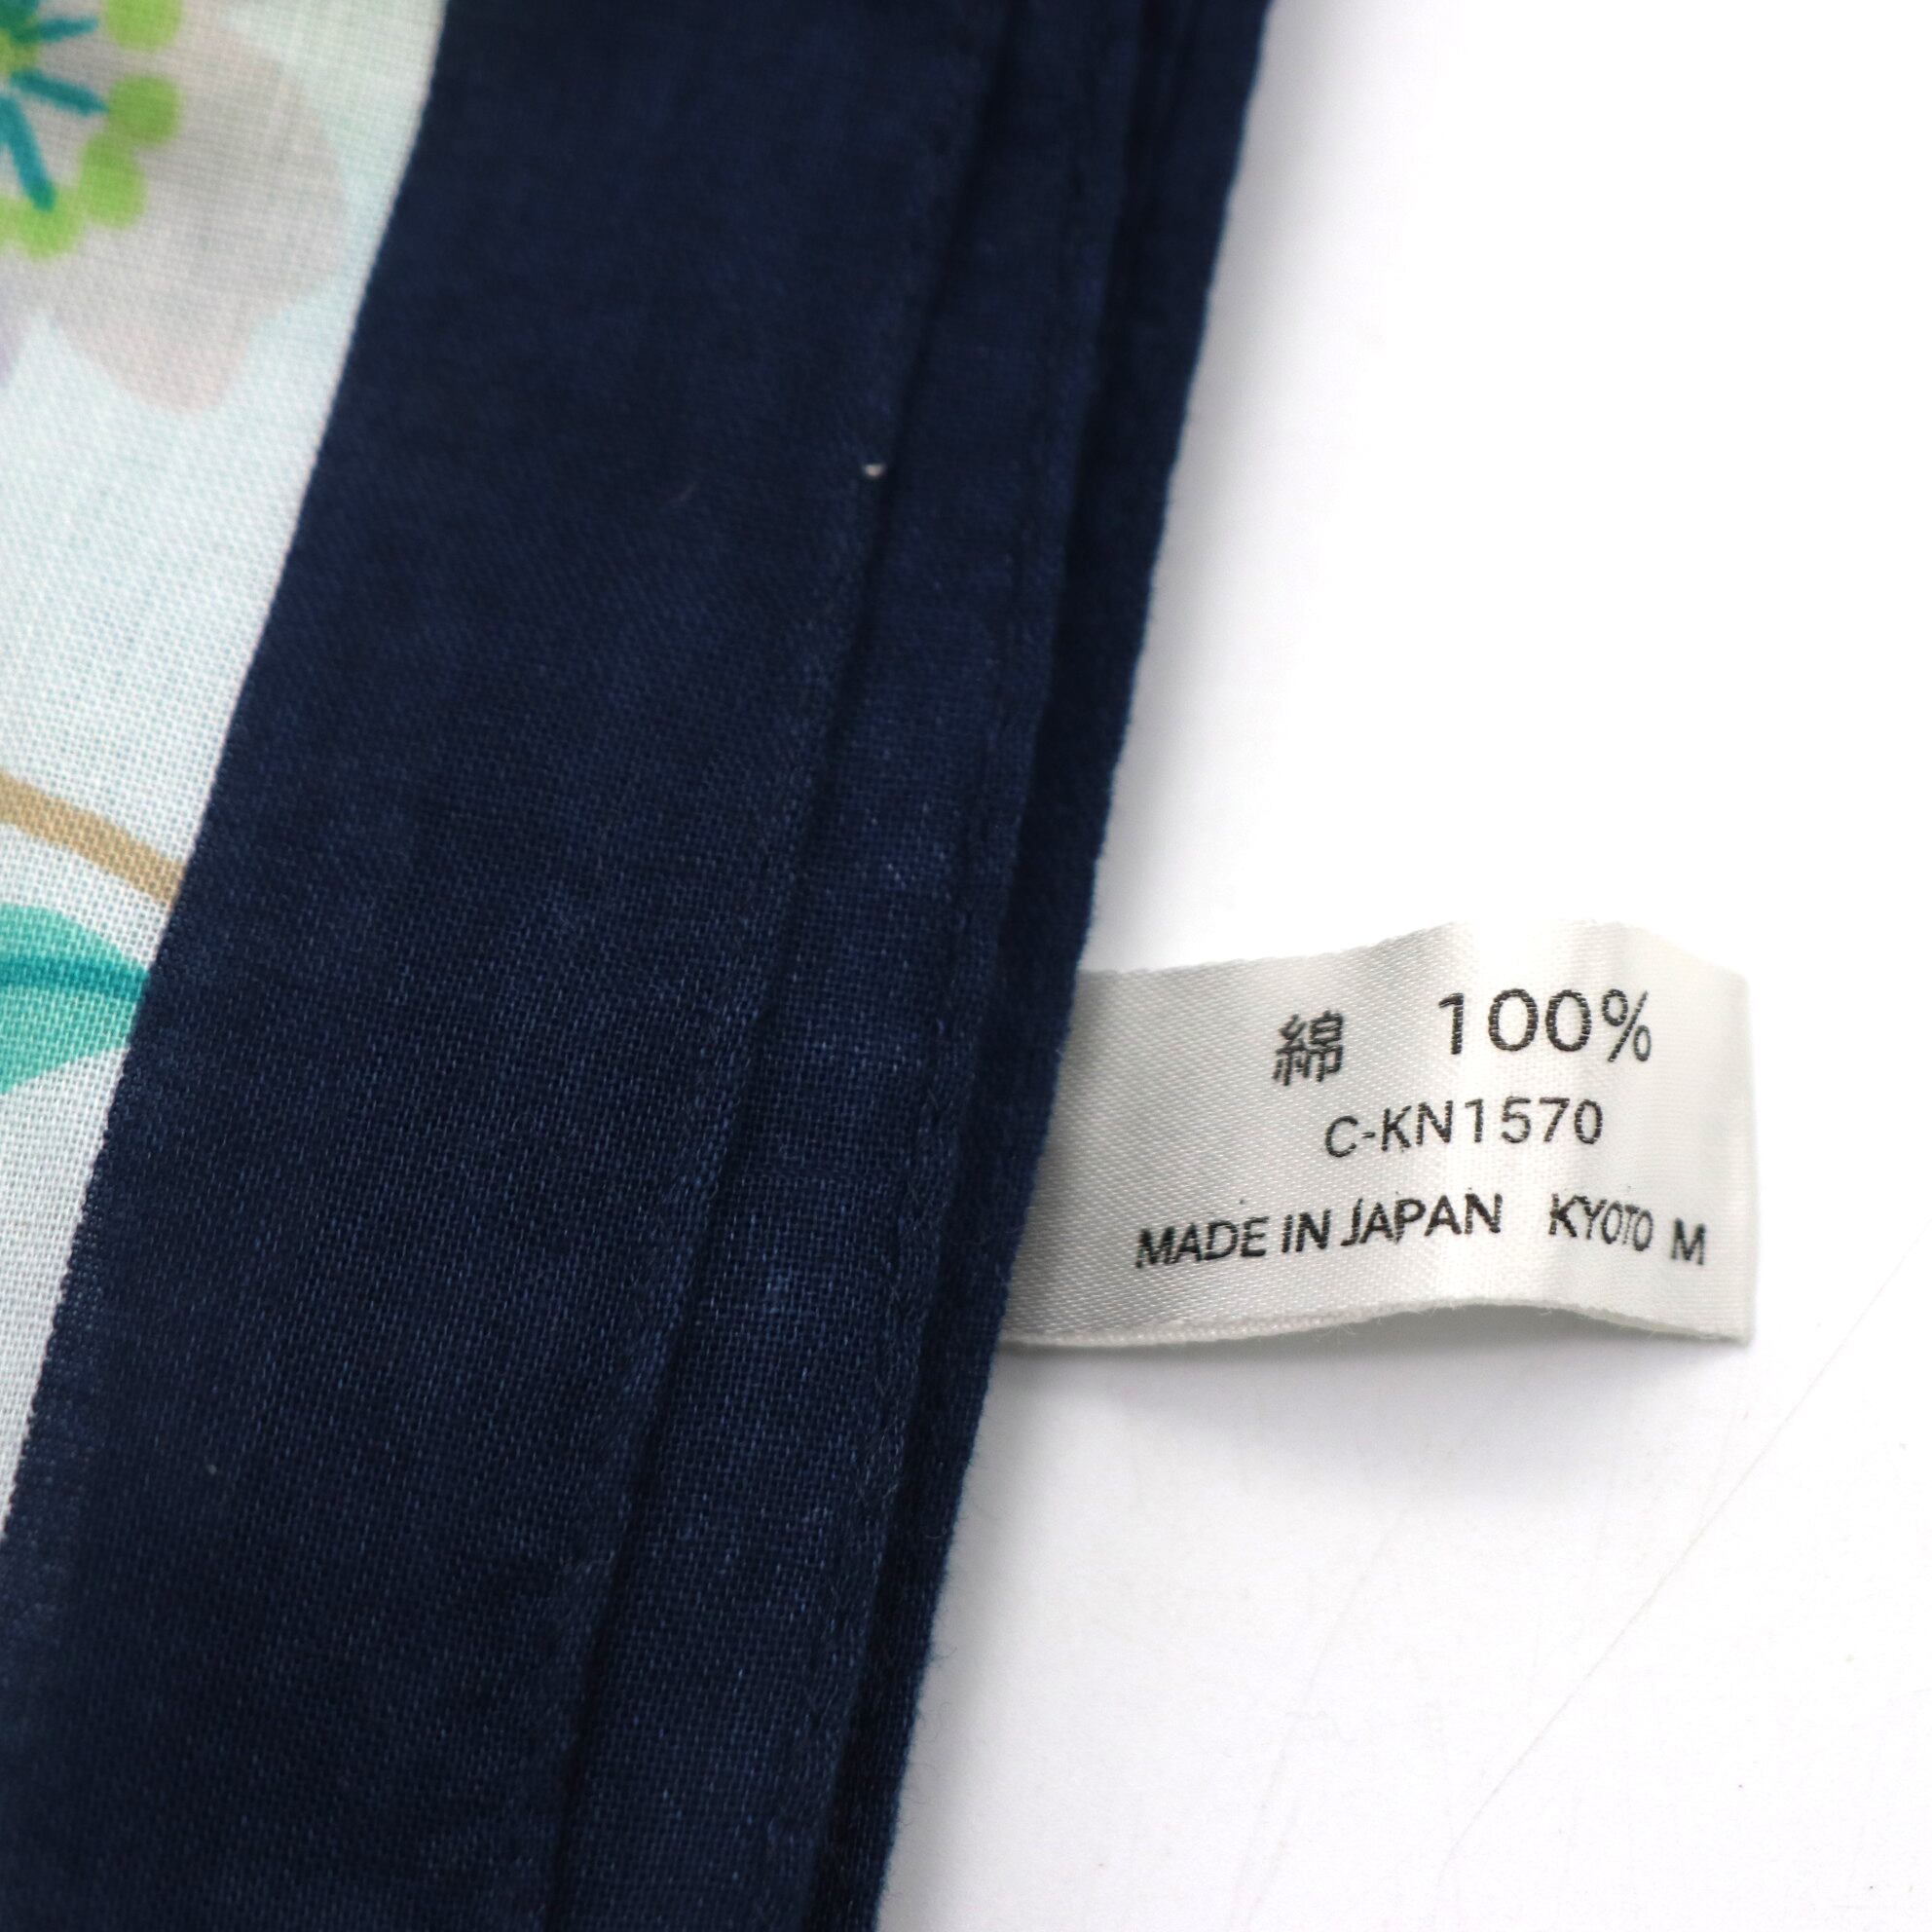 綿 100%
C-KN1570
MADE IN JAPAN KYOTO M